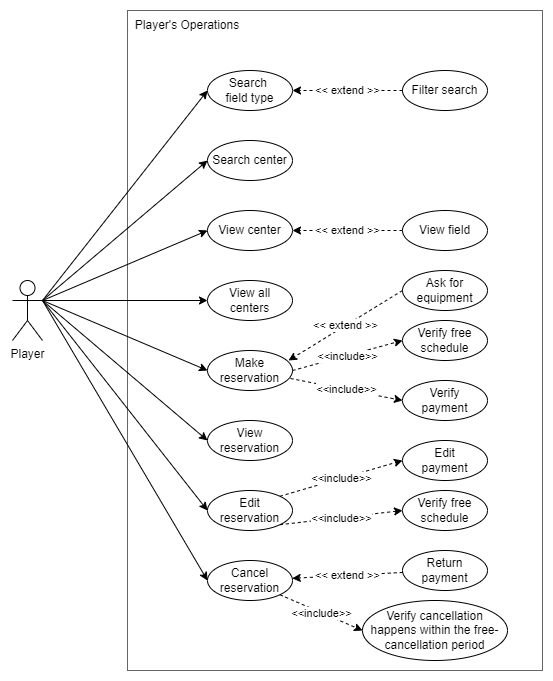 Player's Operations
Search
field type
<< extend >>
Filter search
Search center
View center
<< extend >>
View field
View all
centers
Player
Ask for
equipment
<< extend >>
Make
reservation
<<include>>
Verify free
schedule
<<include>>
Verify
payment
View
reservation
Edit
reservation
<<include>>
Edit
payment
<<include>>
Verify free
schedule
Cancel
reservation
<< extend >>
Return
payment
<<include>>
Verify cancellation
happens within the free-
cancellation period